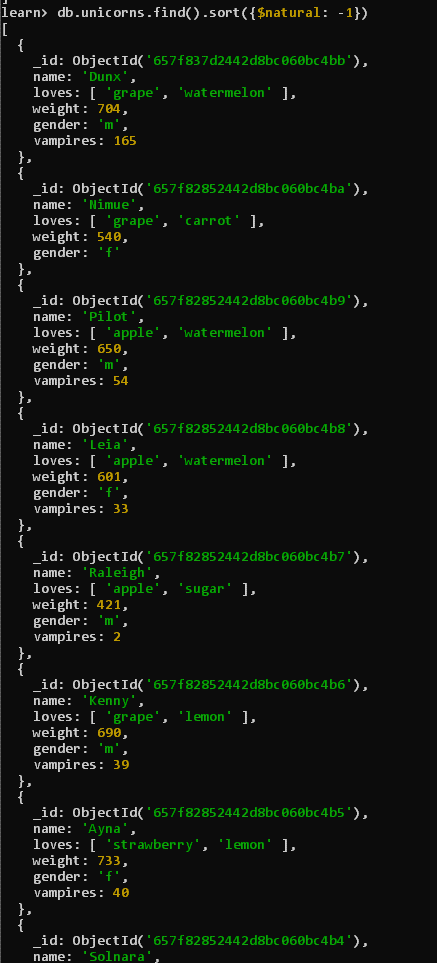 learn> db.unicorns.find().sort({$natural: -1})
[
  {
    _id: ObjectId('657f837d2442d8bc060bc4bb'),
    name: 'Dunx',
    loves: [ 'grape', 'watermelon' ],
    weight: 704,
    gender: 'm',
    vampires: 165
  },
  {
    _id: ObjectId('657f82852442d8bc060bc4ba'),
    name: 'Nimue',
    loves: [ 'grape', 'carrot' ],
    weight: 540,
    gender: 'f'
  },
  {
    _id: ObjectId('657f82852442d8bc060bc4b9'),
    name: 'Pilot',
    loves: [ 'apple', 'watermelon' ],
    weight: 650,
    gender: 'm',
    vampires: 54
  },
  {
    _id: ObjectId('657f82852442d8bc060bc4b8'),
    name: 'Leia',
    loves: [ 'apple', 'watermelon' ],
    weight: 601,
    gender: 'f',
    vampires: 33
  },
  {
    _id: ObjectId('657f82852442d8bc060bc4b7'),
    name: 'Raleigh',
    loves: [ 'apple', 'sugar' ],
    weight: 421,
    gender: 'm',
    vampires: 2
  },
  {
    _id: ObjectId('657f82852442d8bc060bc4b6'),
    name: 'Kenny',
    loves: [ 'grape', 'lemon' ],
    weight: 690,
    gender: 'm',
    vampires: 39
  },
  {
    _id: ObjectId('657f82852442d8bc060bc4b5'),
    name: 'Ayna',
    loves: [ 'strawberry', 'lemon' ],
    weight: 733,
    gender: 'f',
    vampires: 40
  },
  {
    _id: ObjectId('657f82852442d8bc060bc4b4'),
    name: 'Solnara',